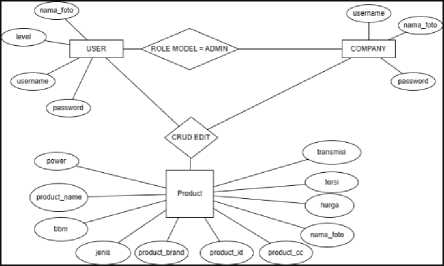 nama_foto
username
level
USER
ROLE MODEL = ADMIN
COMPANY
nama_foto
username
password
password
CRUD EDIT
power
transmisi
product_name
Product
torsi
harga
bbm
nama_foto
jenis
product_brand
product_id
product_cc